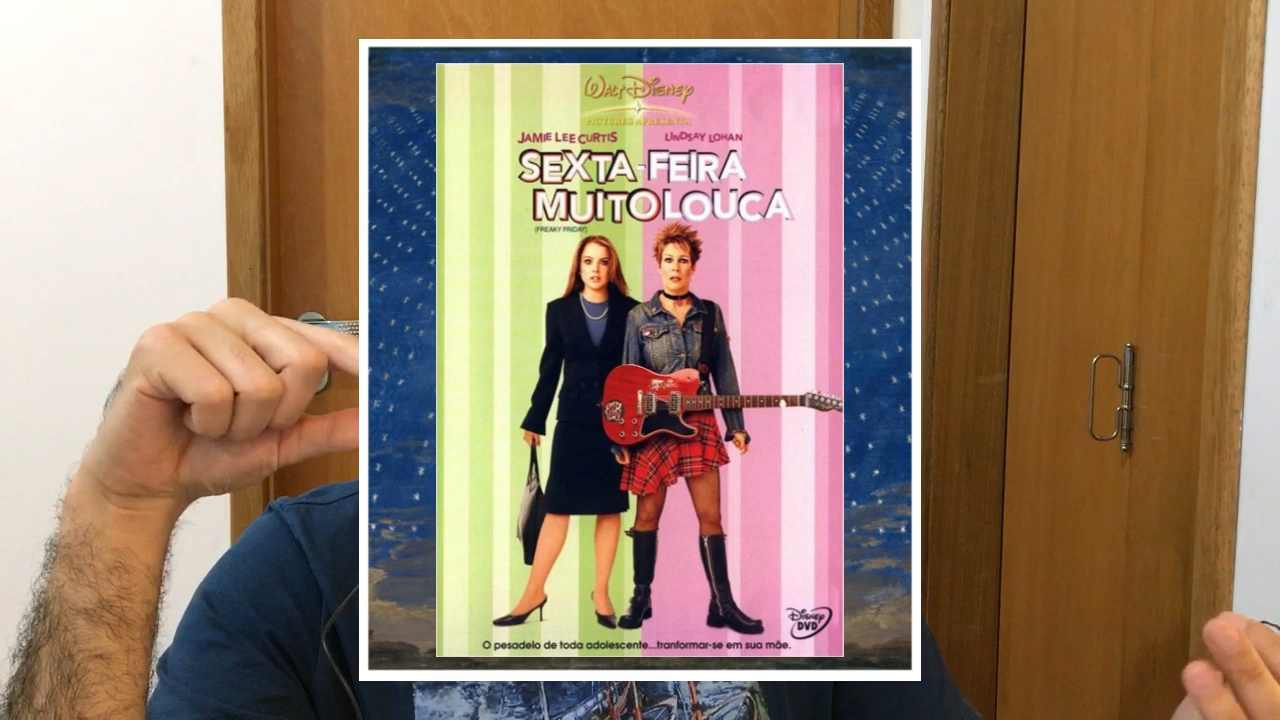 WALT DISNEY
PICTURES APRESENTA
JAMIE LEE CURTIS LINDSAY LOHAN
SEXTA-FEIRA
MUITO LOUCA
(FREAKY FRIDAY)
Disney
DVD
O pesadelo de toda adolescente...tranformar-se em sua mãe.